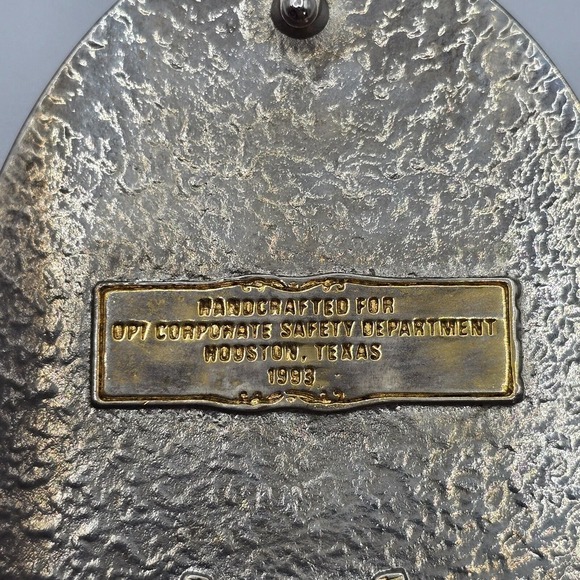 HANDCRAFTED FOR
OPI CORPORATE SAFETY DEPARTMENT
HOUSTON, TEXAS
1993